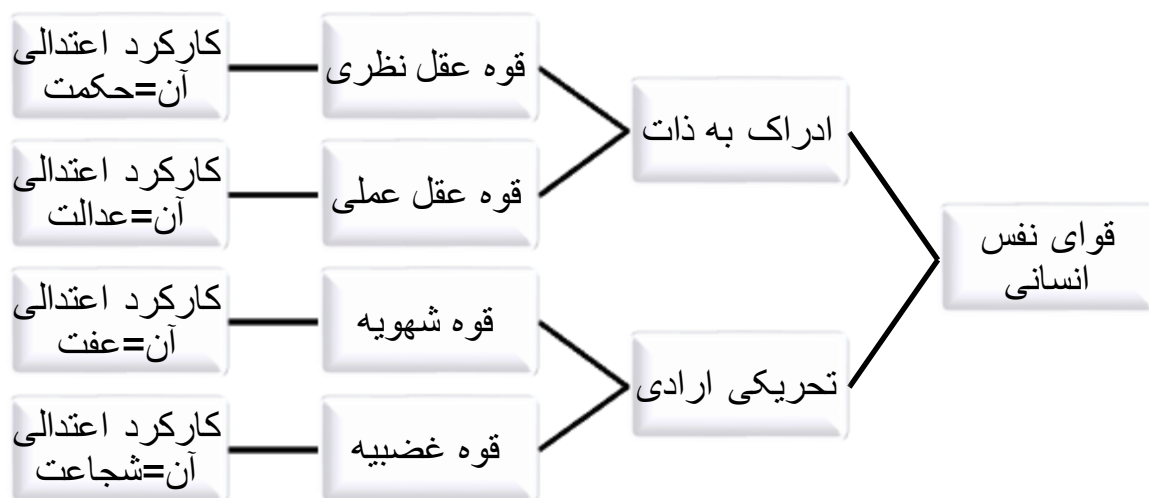 قوای نفس
انسانی
ادراک به ذات
تحریکی ارادی
قوه عقل نظری
قوه عقل عملی
قوه شهویه
قوه غضبیه
کارکرد اعتدالی
آن=حکمت
کارکرد اعتدالی
آن=عدالت
کارکرد اعتدالی
آن=عفت
کارکرد اعتدالی
آن=شجاعت